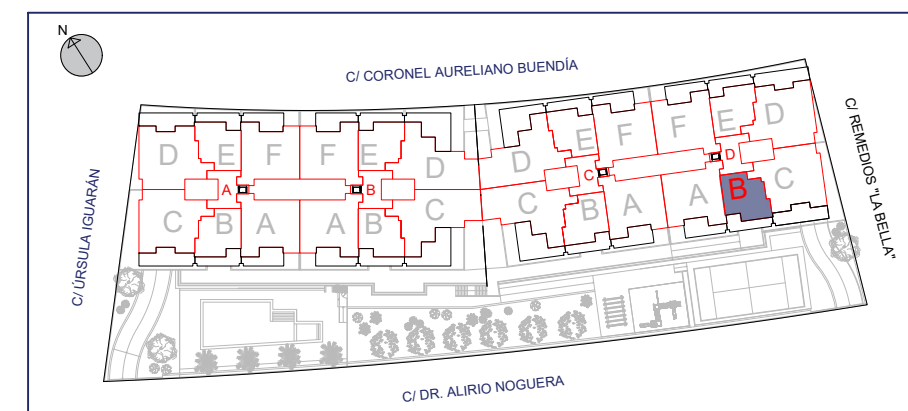 N
C/ CORONEL AURELIANO BUENDÍA
C/ REMEDIOS "LA BELLA"
C/ ÚRSULA IGUARÁN
D E F F E D
D E F F E D
A B
C D
C B A A B C
C B A A B C
C/ DR. ALIRIO NOGUERA